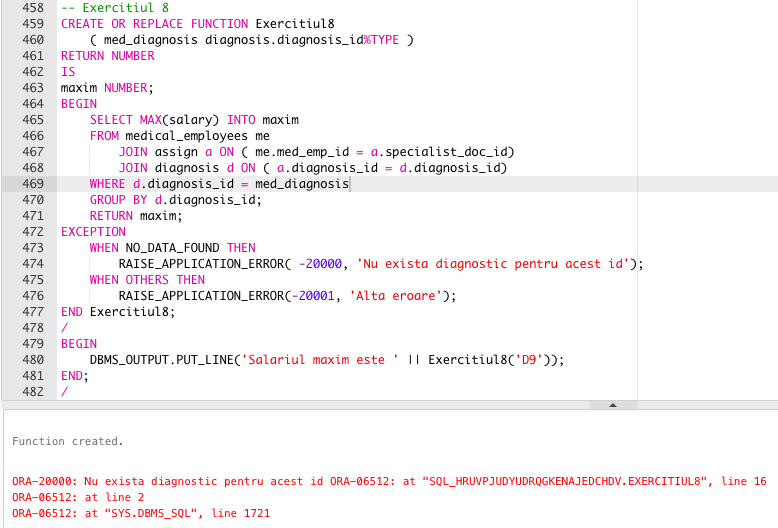 458 -- Exercitiul 8
459 CREATE OR REPLACE FUNCTION Exercitiul8
460     ( med_diagnosis diagnosis.diagnosis_id%TYPE )
461 RETURN NUMBER
462 IS
463 maxim NUMBER;
464 BEGIN
465     SELECT MAX(salary) INTO maxim
466     FROM medical_employees me
467         JOIN assign a ON ( me.med_emp_id = a.specialist_doc_id)
468         JOIN diagnosis d ON ( a.diagnosis_id = d.diagnosis_id)
469     WHERE d.diagnosis_id = med_diagnosis
470     GROUP BY d.diagnosis_id;
471     RETURN maxim;
472 EXCEPTION
473     WHEN NO_DATA_FOUND THEN
474         RAISE_APPLICATION_ERROR( -20000, 'Nu exista diagnostic pentru acest id');
475     WHEN OTHERS THEN
476         RAISE_APPLICATION_ERROR(-20001, 'Alta eroare');
477 END Exercitiul8;
478 /
479 BEGIN
480     DBMS_OUTPUT.PUT_LINE('Salariul maxim este ' || Exercitiul8('D9'));
481 END;
482 /
Function created.
ORA-20000: Nu exista diagnostic pentru acest id ORA-06512: at "SQL_HRUVPJUDYUDRQGKENAJEDCHDV.EXERCITIUL8", line 16
ORA-06512: at line 2
ORA-06512: at "SYS.DBMS_SQL", line 1721